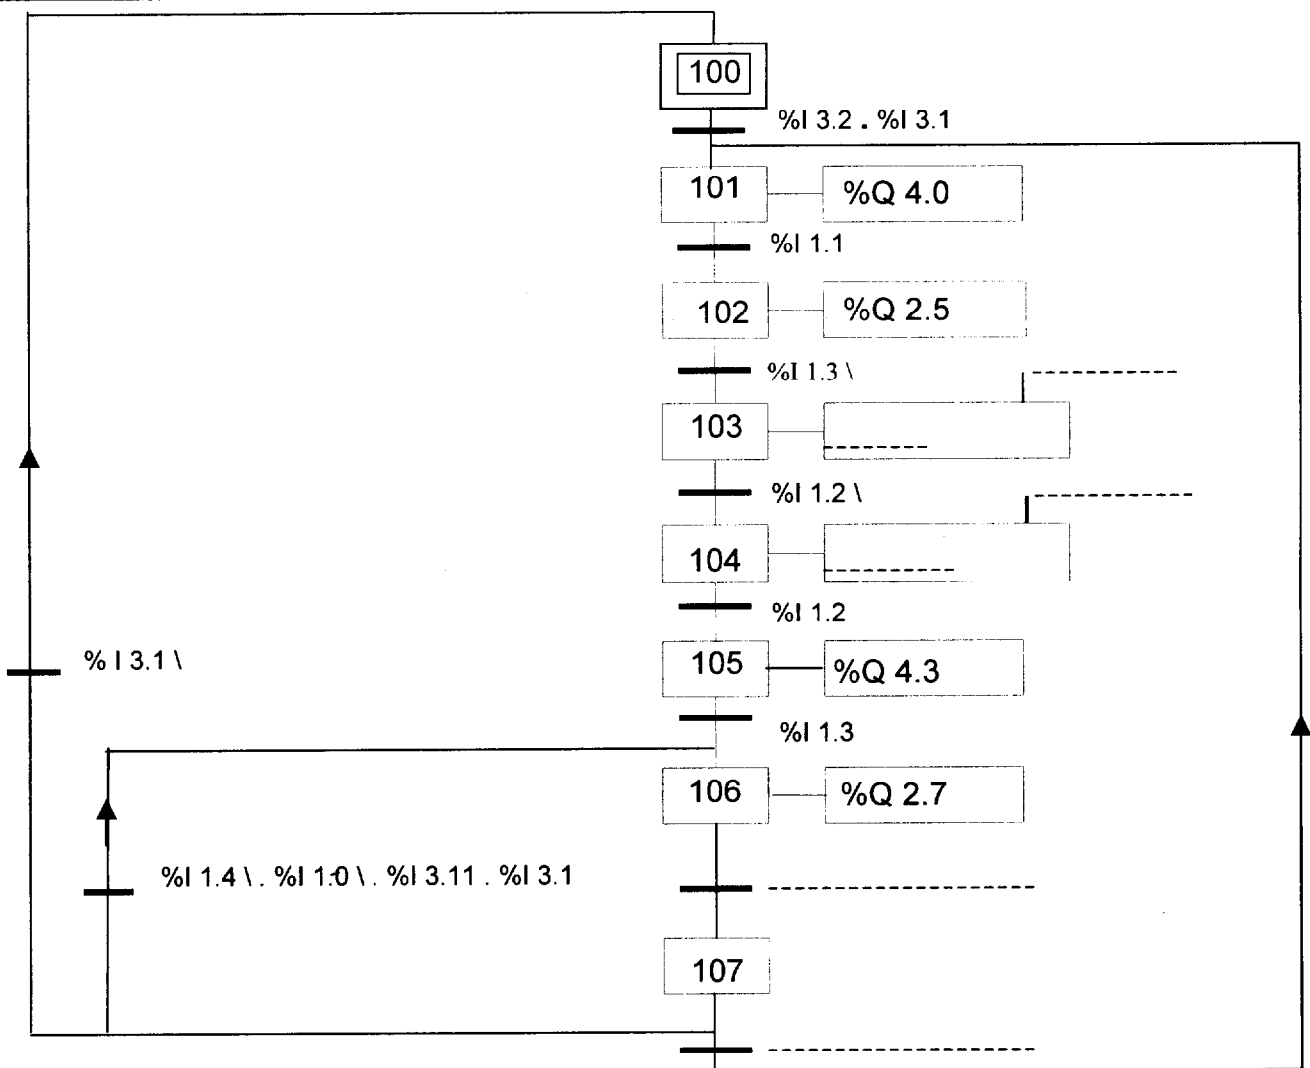 100
%I 3.2 . %I 3.1
101 %Q 4.0
%I 1.1
102 %Q 2.5
%I 1.3 \
103
%I 1.2 \
104
%I 1.2
% I 3.1 \
105 %Q 4.3
%I 1.3
106 %Q 2.7
%I 1.4 \ . %I 1.0 \ . %I 3.11 . %I 3.1
107